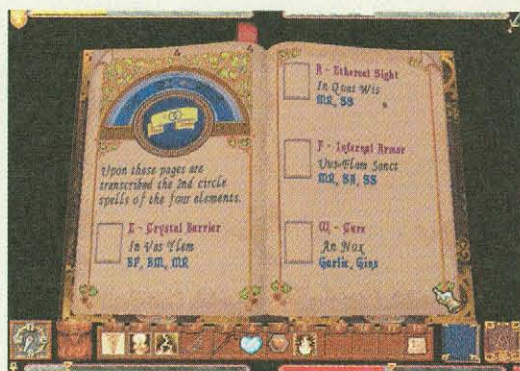 Upon these pages are
transcribed the 2nd circle
spells of the four elements.
E - Crystal Barrier
In Vas Ylem
BP, BM, MR
A - Ethereal Sight
In Quas Wis
MR, SS
F - Infernal Armor
Uus Flam Sanct
MR, SA, SS
W - Cure
An Nox
Garlic, Gins